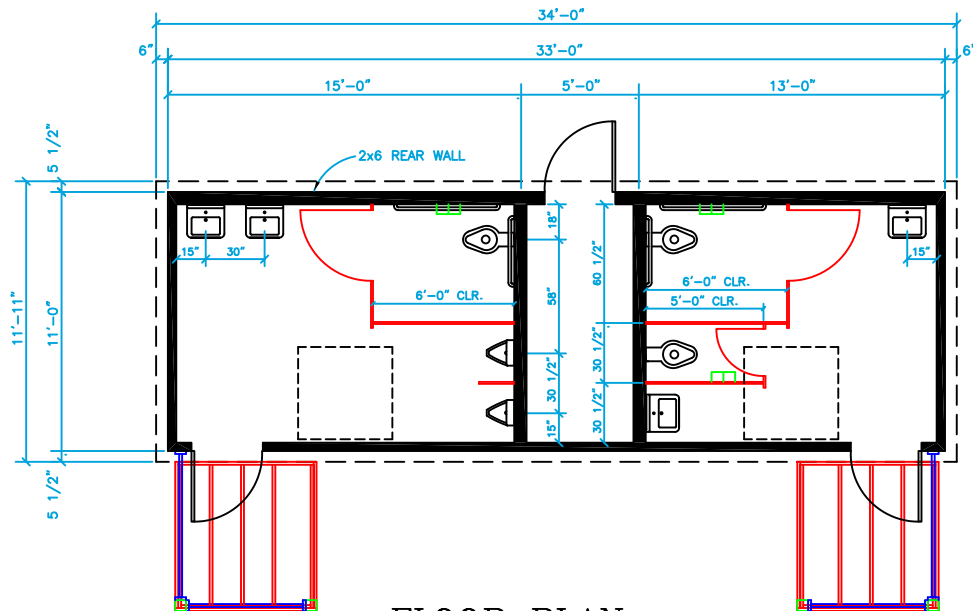 34'-0"
6" 33'-0" 6"
15'-0" 5'-0" 13'-0"
5 1/2"
2x6 REAR WALL
18"
60 1/2"
15" 30" 15"
6'-0" CLR. 6'-0" CLR.
58"
5'-0" CLR.
11'-11"
11'-0"
30 1/2" 30 1/2"
15" 30 1/2"
5 1/2"
FLOOR PLAN